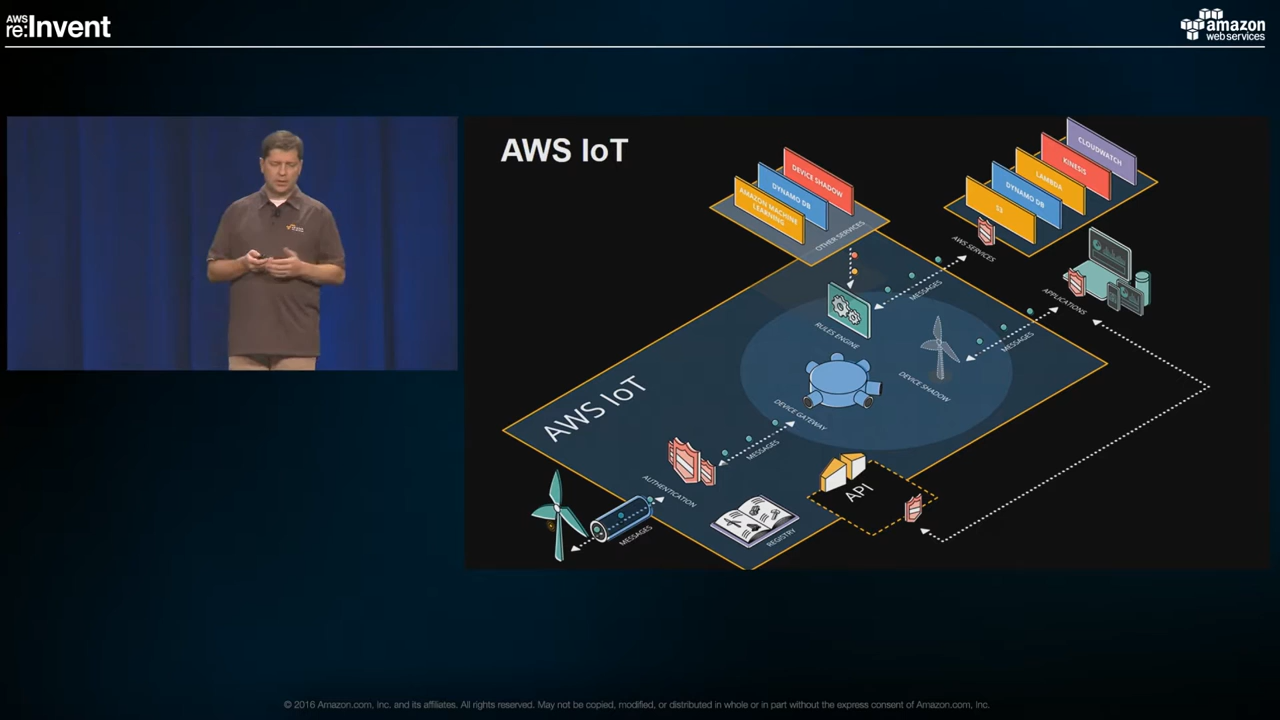 AWS
re:Invent
amazon
web services
AWS IoT
CLOUDWATCH
KINESIS
LAMBDA
DYNAMO DB
S3
AWS SERVICES
DEVICE SHADOW
DYNAMO DB
AMAZON MACHINE
LEARNING
OTHER SERVICES
MESSAGES
APPLICATIONS
RULES ENGINE
MESSAGES
DEVICE SHADOW
AWS IoT
DEVICE GATEWAY
MESSAGES
AUTHENTICATION
API
MESSAGES
REGISTRY
© 2016 Amazon.com, Inc. and its affiliates. All rights reserved. May not be copied, modified, or distributed in whole or in part without the express consent of Amazon.com, Inc.